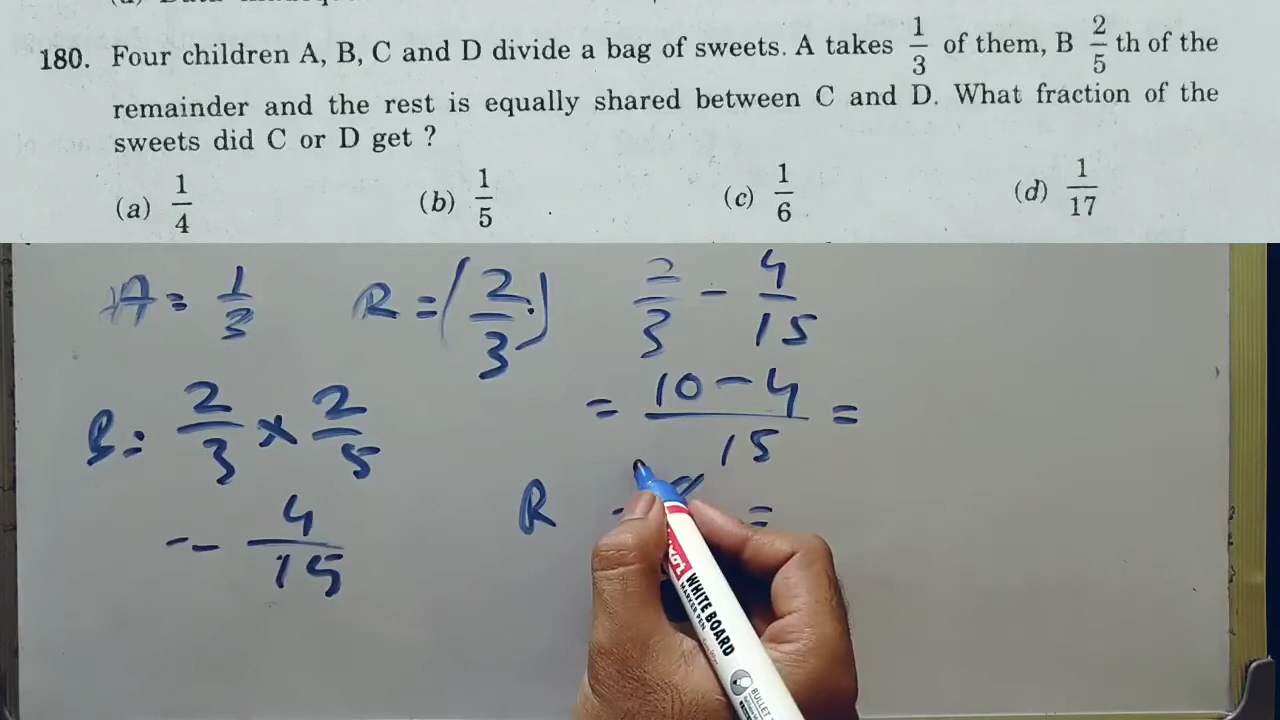 180. Four children A, B, C and D divide a bag of sweets. A takes 1/3 of them, B 2/5 th of the
remainder and the rest is equally shared between C and D. What fraction of the
sweets did C or D get ?
(a) 1/4 (b) 1/5 (c) 1/6 (d) 1/17
A = 1/3 R = (2/3) 2/3 - 4/15
B = 2/3 × 2/5 = (10 - 4)/15 =
= 4/15 R
WHITE BOARD
MARKER PEN